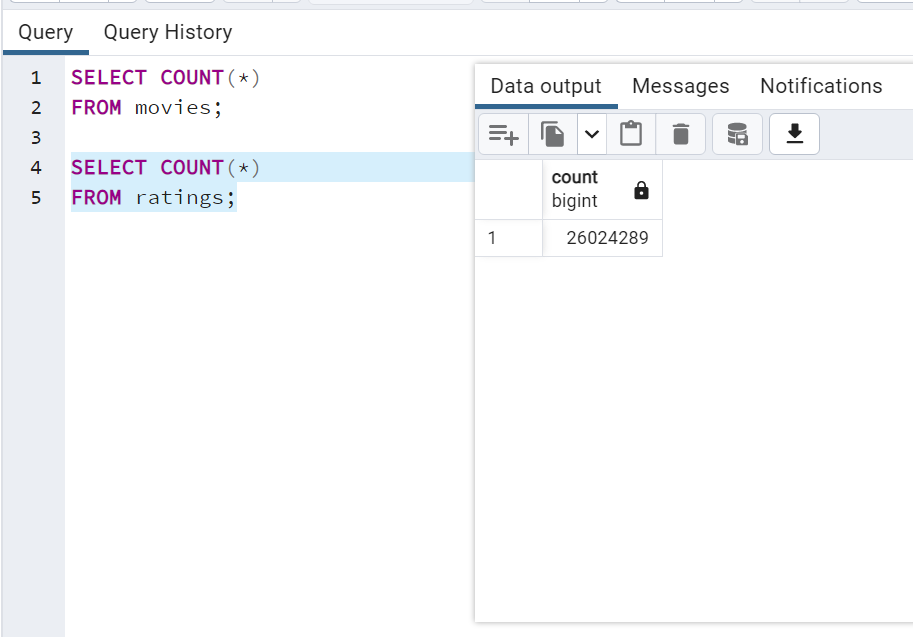 Query Query History
1 SELECT COUNT(*)
2 FROM movies;
3
4 SELECT COUNT(*)
5 FROM ratings;
Data output Messages Notifications
count
bigint
1 26024289